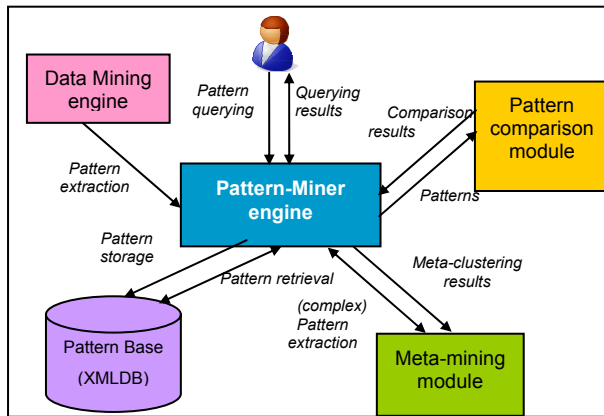 Data Mining
engine
Pattern
querying
Querying
results
Comparison
results
Pattern
comparison
module
Pattern
extraction
Pattern-Miner
engine
Patterns
Pattern
storage
Pattern retrieval
Meta-clustering
results
(complex)
Pattern
extraction
Pattern Base
(XMLDB)
Meta-mining
module